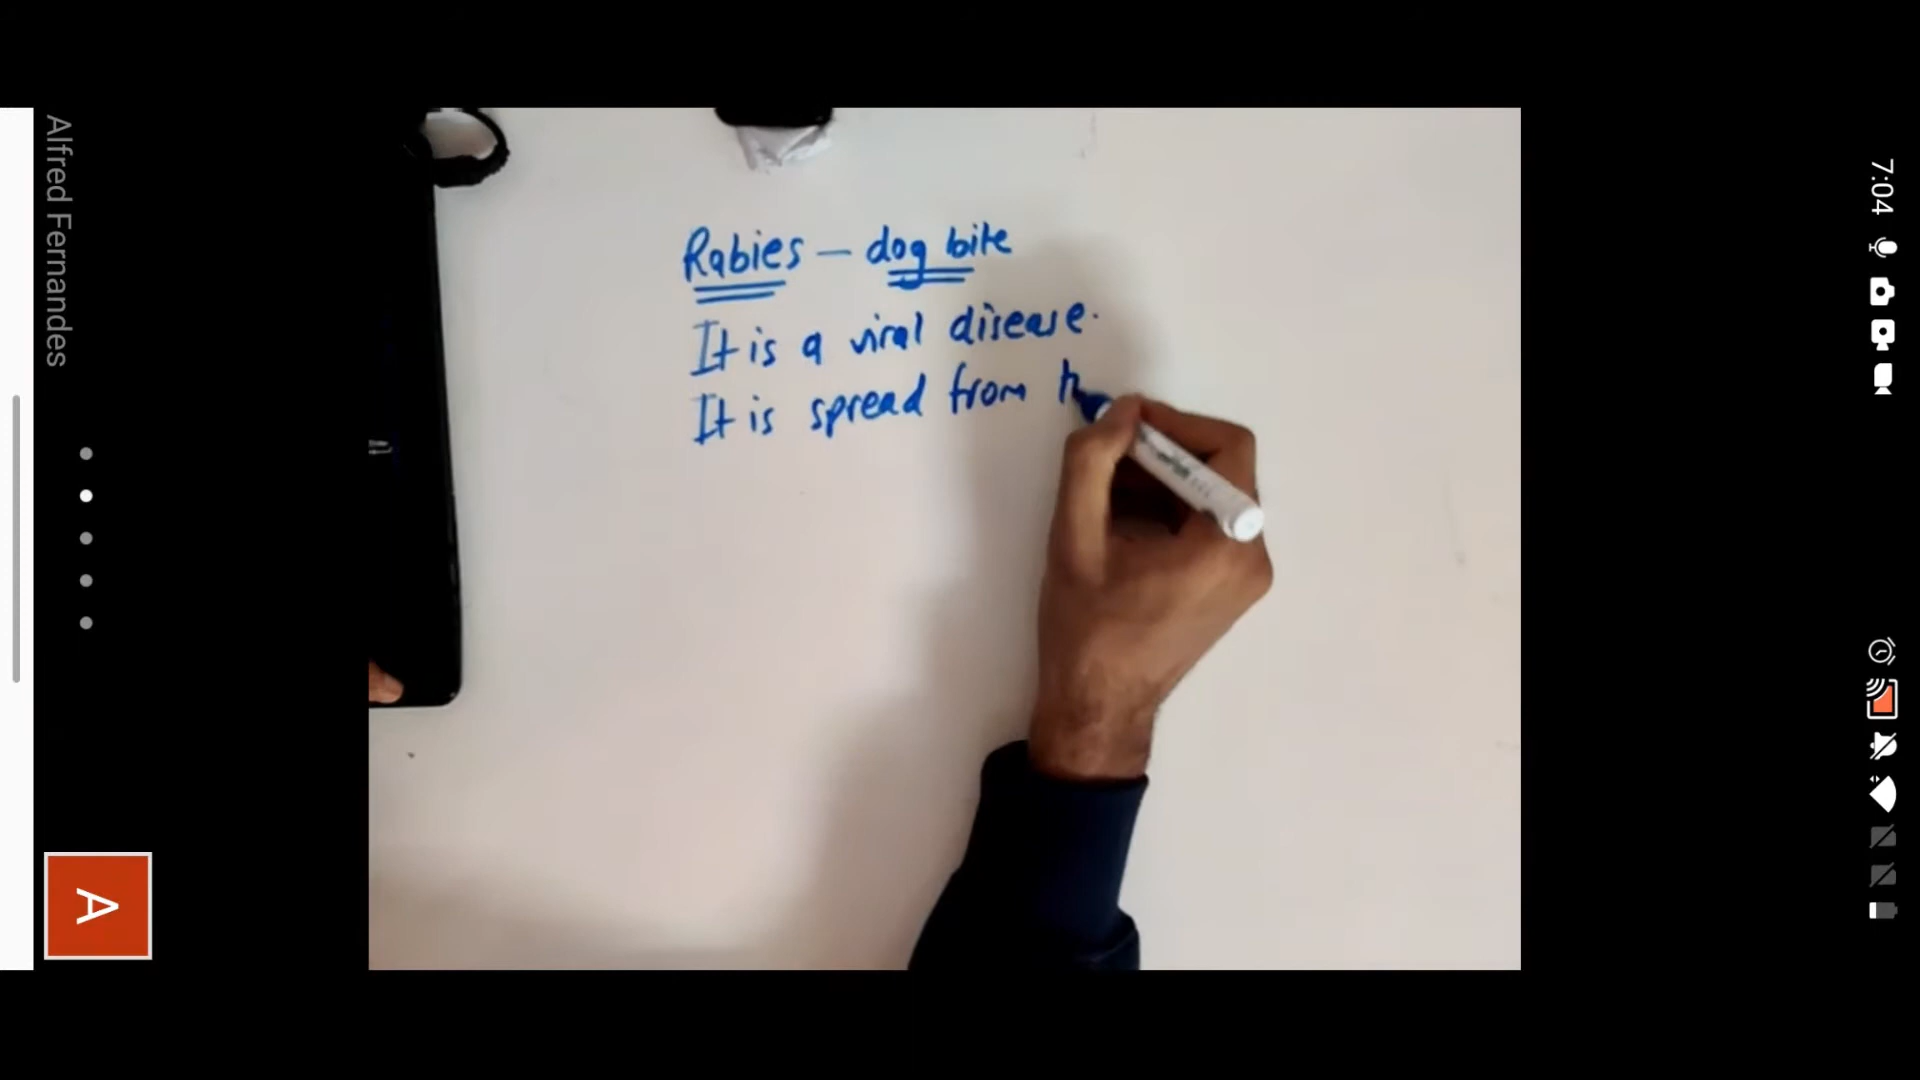 Rabies — dog bite
It is a viral disease.
It is spread from
Alfred Fernandes
A
7:04